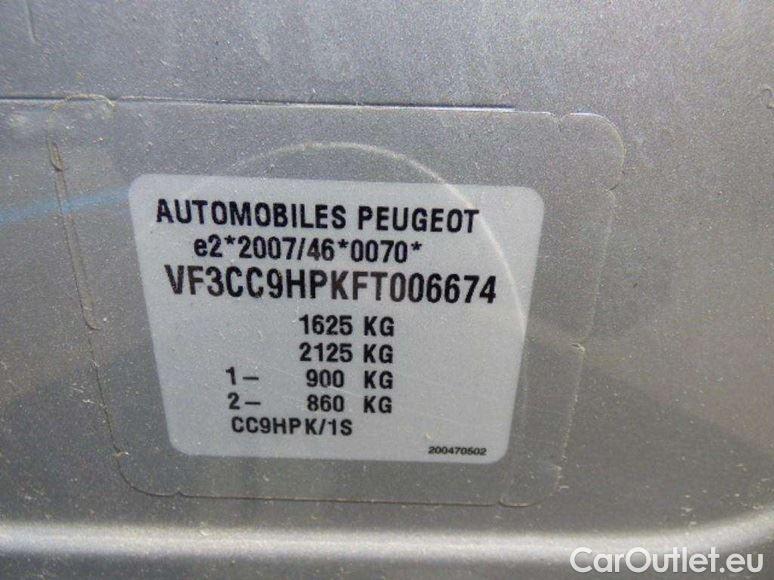 AUTOMOBILES PEUGEOT
e2*2007/46*0070*
VF3CC9HPKFT006674
1625 KG
2125 KG
1- 900 KG
2- 860 KG
CC9HPK/1S
200470502
CarOutlet.eu